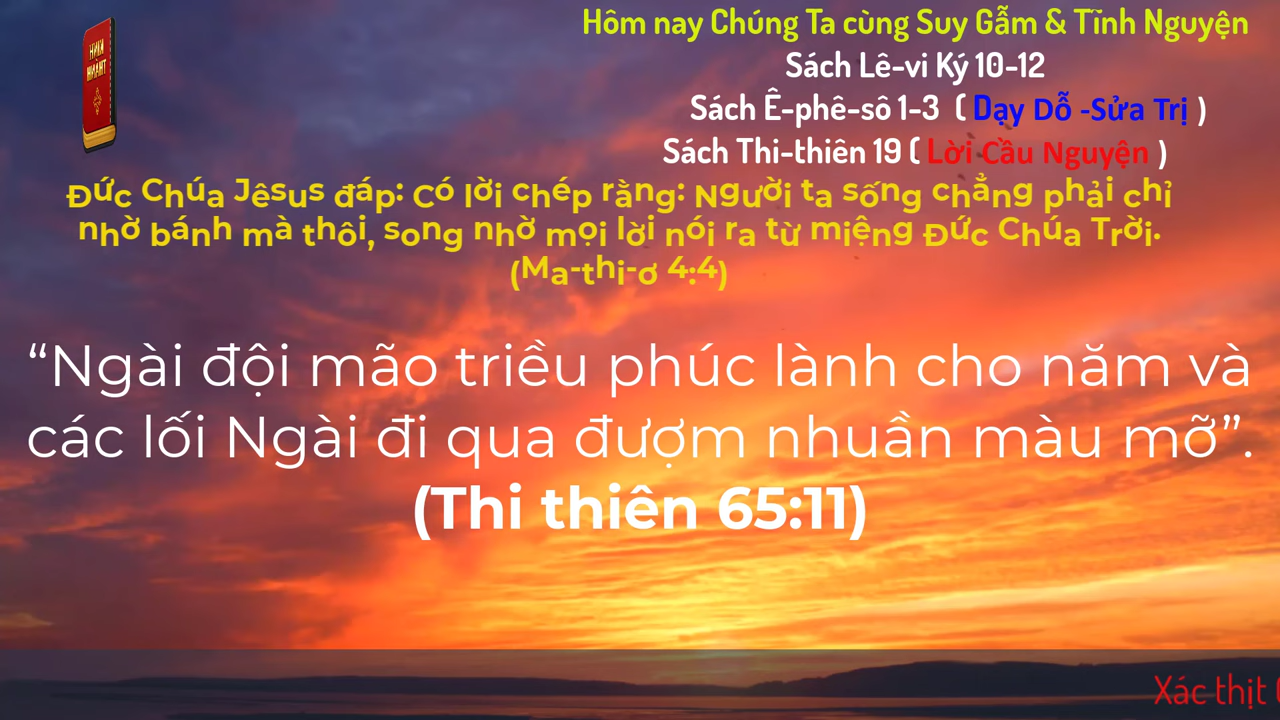 Hôm nay Chúng Ta cùng Suy Gẫm & Tĩnh Nguyện
Sách Lê-vi Ký 10-12
Sách Ê-phê-sô 1-3 ( Dạy Dỗ -Sửa Trị )
Sách Thi-thiên 19 ( Lời Cầu Nguyện )
KINH
THÁNH
Đức Chúa Jêsus đáp: Có lời chép rằng: Người ta sống chẳng phải chỉ
nhờ bánh mà thôi, song nhờ mọi lời nói ra từ miệng Đức Chúa Trời.
(Ma-thi-ơ 4:4)
“Ngài đội mão triều phúc lành cho năm và
các lối Ngài đi qua đượm nhuần màu mỡ”.
(Thi thiên 65:11)
Xác thịt